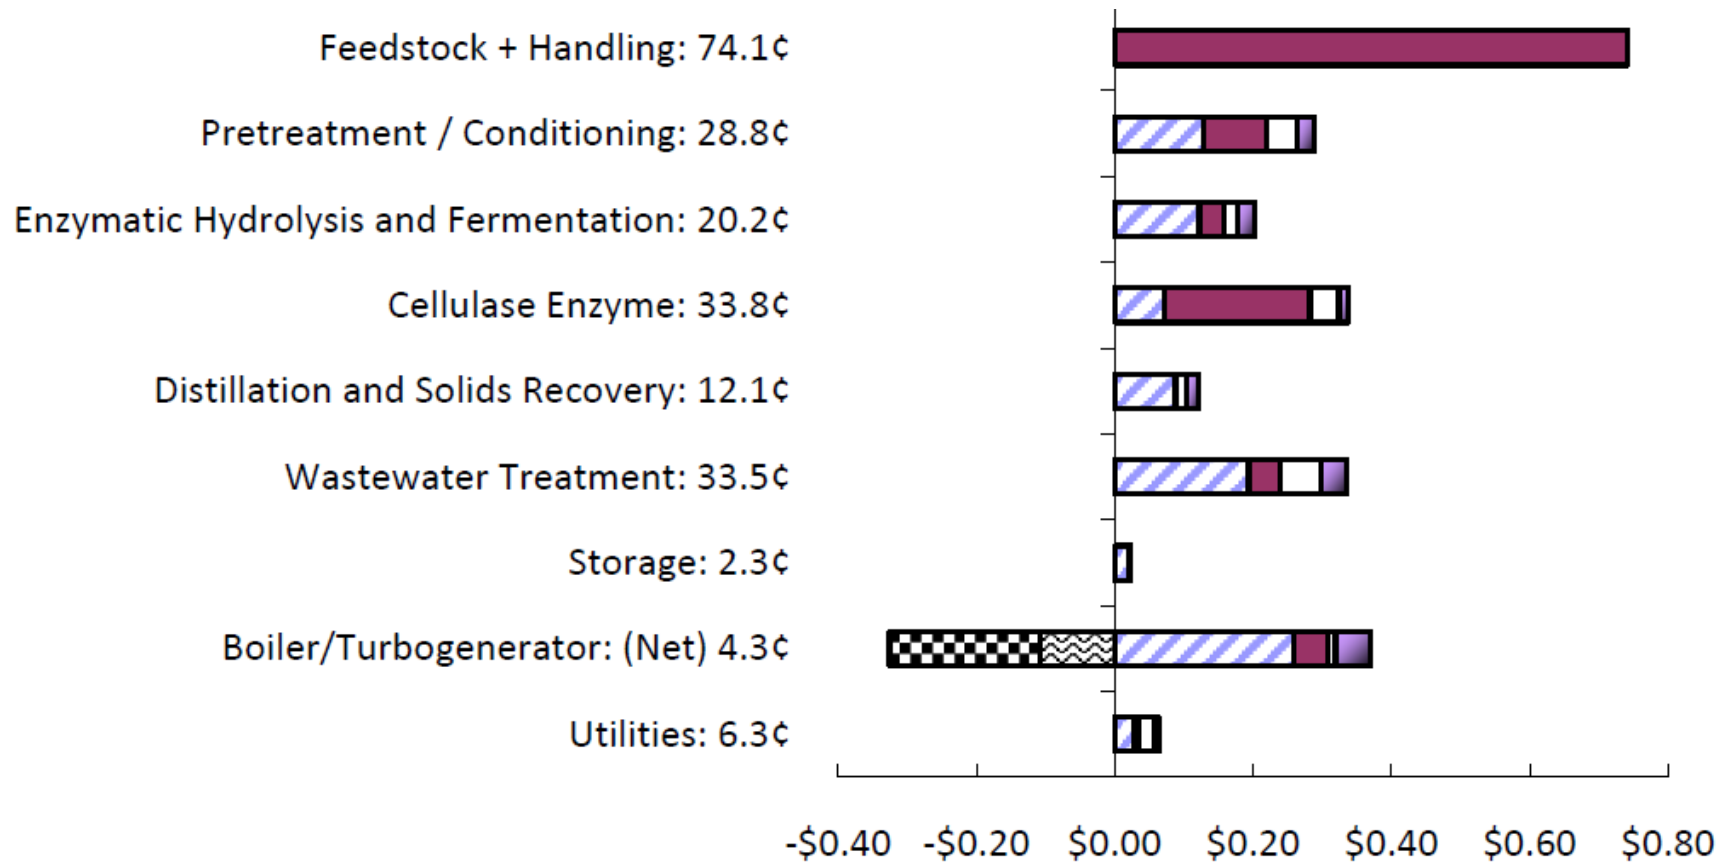 Feedstock + Handling: 74.1¢
Pretreatment / Conditioning: 28.8¢
Enzymatic Hydrolysis and Fermentation: 20.2¢
Cellulase Enzyme: 33.8¢
Distillation and Solids Recovery: 12.1¢
Wastewater Treatment: 33.5¢
Storage: 2.3¢
Boiler/Turbogenerator: (Net) 4.3¢
Utilities: 6.3¢
-$0.40 -$0.20 $0.00 $0.20 $0.40 $0.60 $0.80